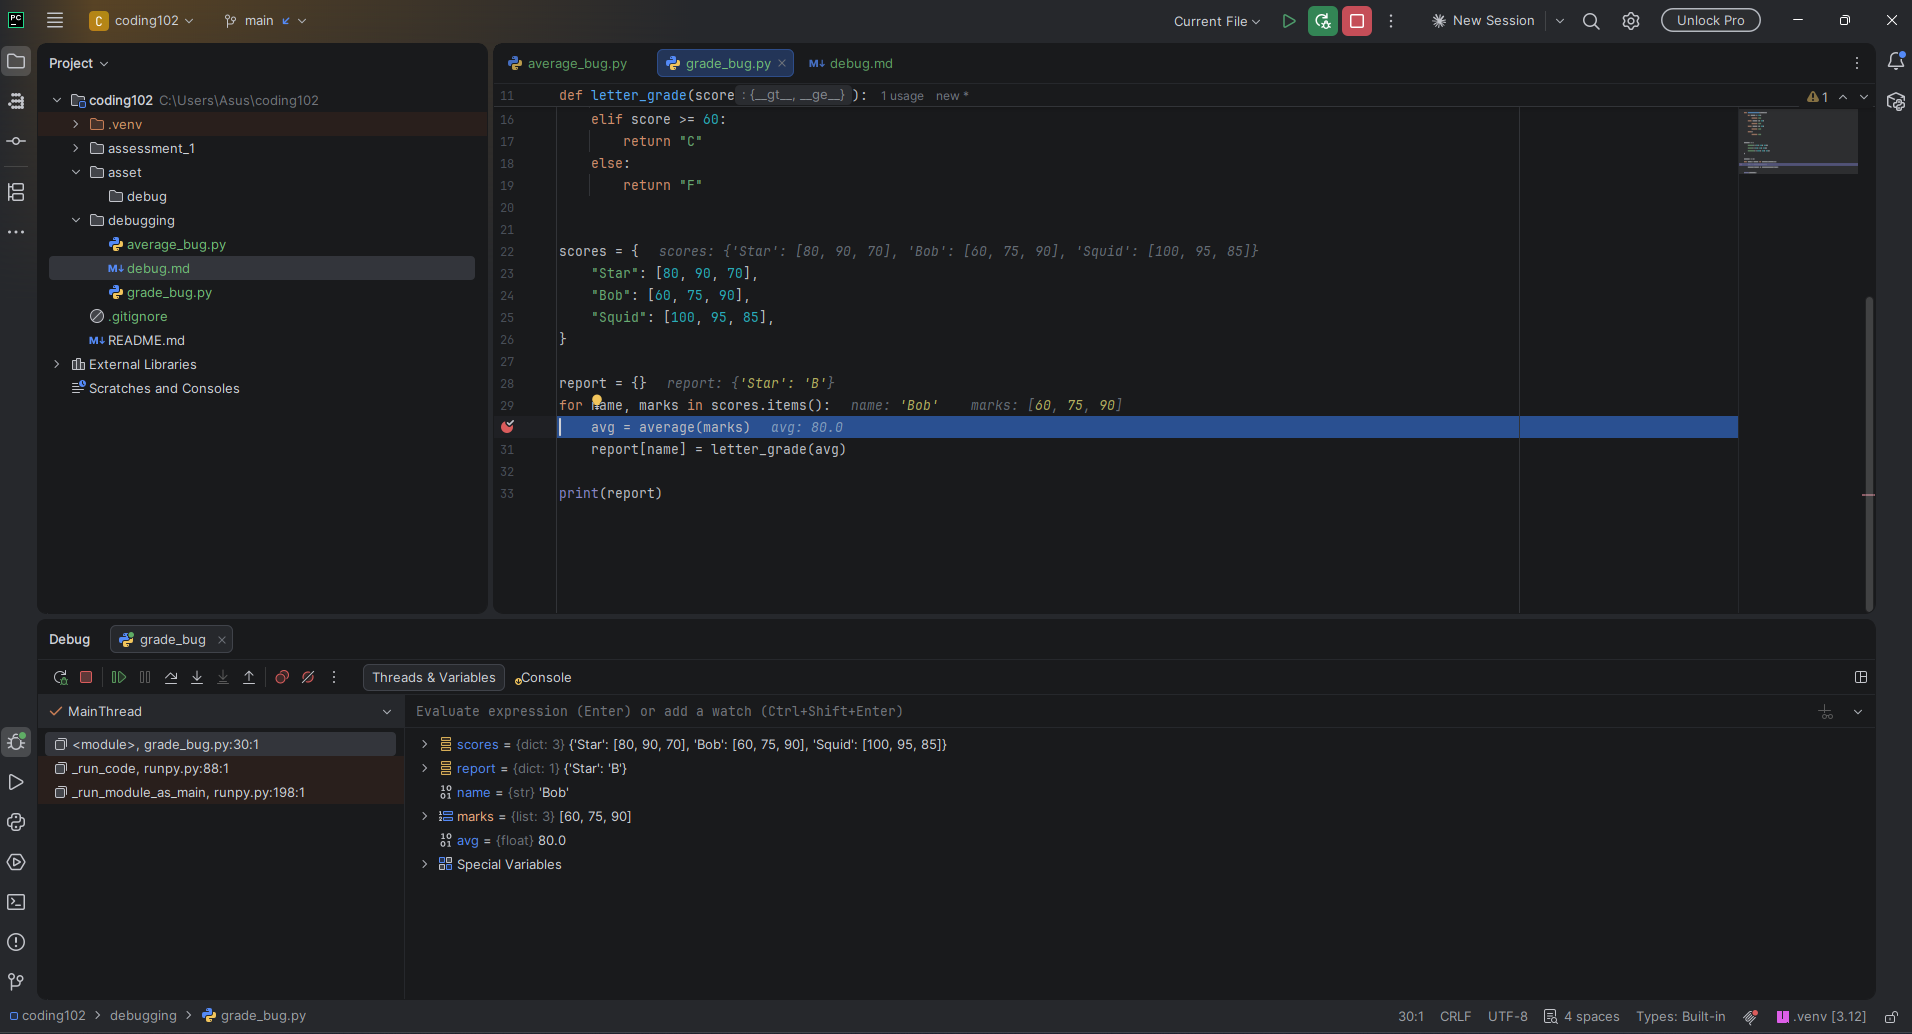 PC
C coding102 main Current File New Session Unlock Pro
Project
coding102 C:\Users\Asus\coding102
.venv
assessment_1
asset
debug
debugging
average_bug.py
M↓ debug.md
grade_bug.py
.gitignore
M↓ README.md
External Libraries
Scratches and Consoles
average_bug.py grade_bug.py M↓ debug.md
11 def letter_grade(score : {__gt__, __ge__} ): 1 usage new * 1
16 elif score >= 60:
17 return "C"
18 else:
19 return "F"
20
21
22 scores = { scores: {'Star': [80, 90, 70], 'Bob': [60, 75, 90], 'Squid': [100, 95, 85]}
23 "Star": [80, 90, 70],
24 "Bob": [60, 75, 90],
25 "Squid": [100, 95, 85],
26 }
27
28 report = {} report: {'Star': 'B'}
29 for name, marks in scores.items(): name: 'Bob' marks: [60, 75, 90]
avg = average(marks) avg: 80.0
31 report[name] = letter_grade(avg)
32
33 print(report)
Debug grade_bug
Threads & Variables Console
MainThread
Evaluate expression (Enter) or add a watch (Ctrl+Shift+Enter)
<module>, grade_bug.py:30:1
_run_code, runpy.py:88:1
_run_module_as_main, runpy.py:198:1
scores = {dict: 3} {'Star': [80, 90, 70], 'Bob': [60, 75, 90], 'Squid': [100, 95, 85]}
report = {dict: 1} {'Star': 'B'}
name = {str} 'Bob'
marks = {list: 3} [60, 75, 90]
avg = {float} 80.0
Special Variables
coding102 > debugging > grade_bug.py 30:1 CRLF UTF-8 4 spaces Types: Built-in .venv [3.12]